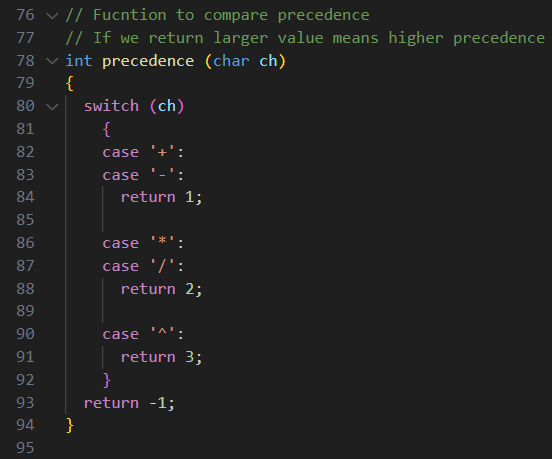 76 // Fucntion to compare precedence
77 // If we return larger value means higher precedence
78 int precedence (char ch)
79 {
80   switch (ch)
81     {
82     case '+':
83     case '-':
84       return 1;
85
86     case '*':
87     case '/':
88       return 2;
89
90     case '^':
91       return 3;
92     }
93   return -1;
94 }
95